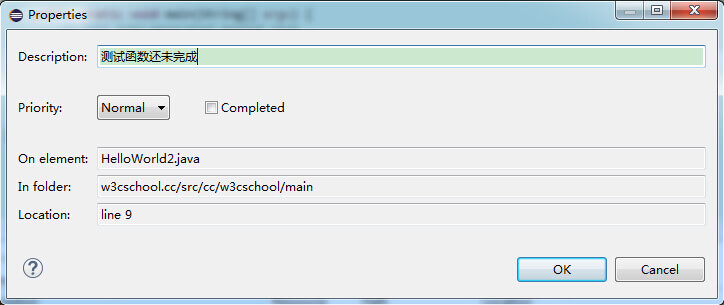 Properties
Description: 测试函数还未完成
Priority: Normal Completed
On element: HelloWorld2.java
In folder: w3cschool.cc/src/cc/w3cschool/main
Location: line 9
? OK Cancel